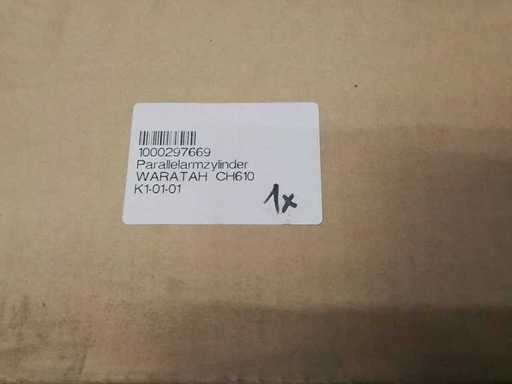 1000297669
Parallelarmzylinder
WARATAH CH610
K1-01-01
1x